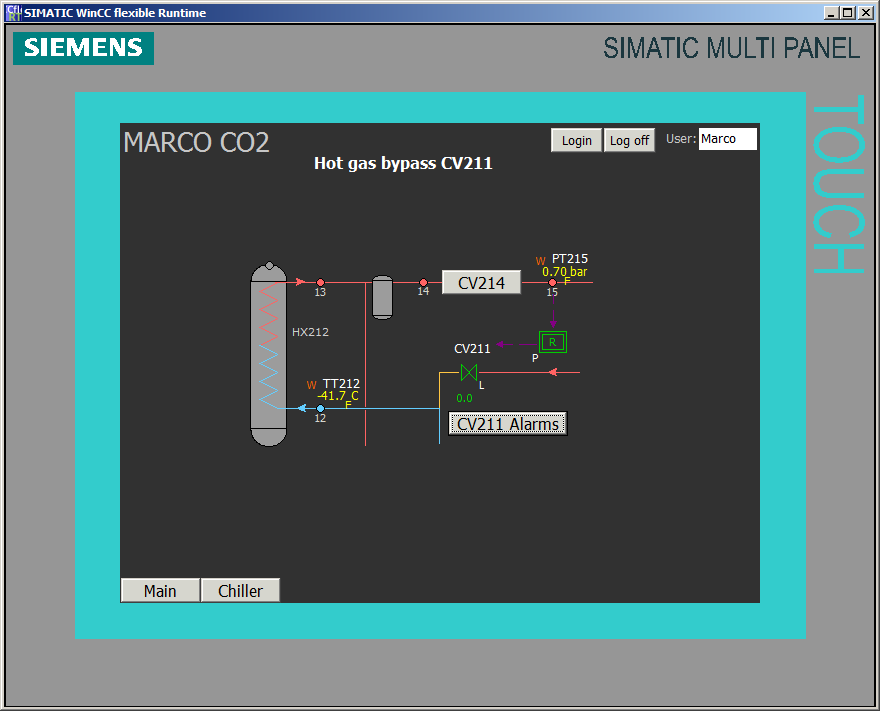 SIMATIC WinCC flexible Runtime
SIEMENS
SIMATIC MULTI PANEL
TOUCH
MARCO CO2
Login
Log off
User:
Marco
Hot gas bypass CV211
W PT215
0.70 bar
F
13
14
CV214
15
HX212
R
CV211
P
W TT212
-41.7 C
F
L
0.0
12
CV211 Alarms
Main
Chiller